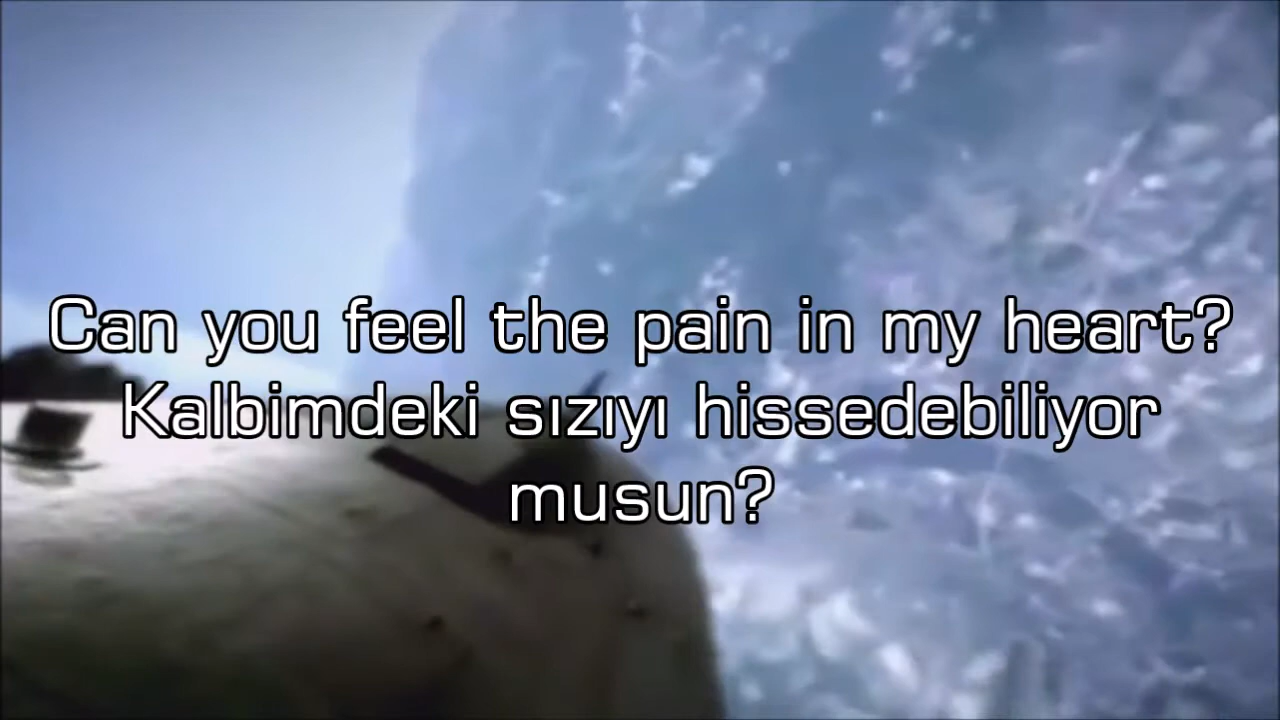 Can you feel the pain in my heart?
Kalbimdeki sızıyı hissedebiliyor
musun?